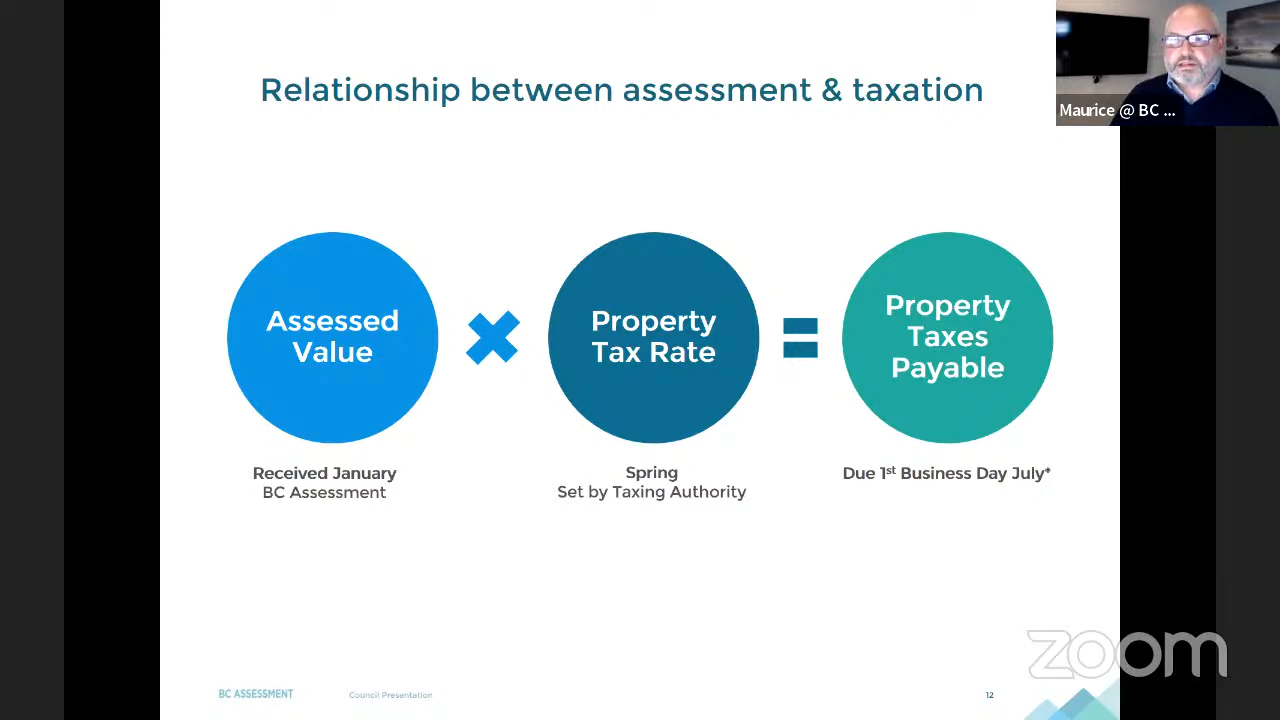 Relationship between assessment & taxation
Maurice @ BC ...
Assessed
Value
Property
Tax Rate
Property
Taxes
Payable
Received January
BC Assessment
Spring
Set by Taxing Authority
Due 1st Business Day July*
zoom
BC ASSESSMENT
Council Presentation
12